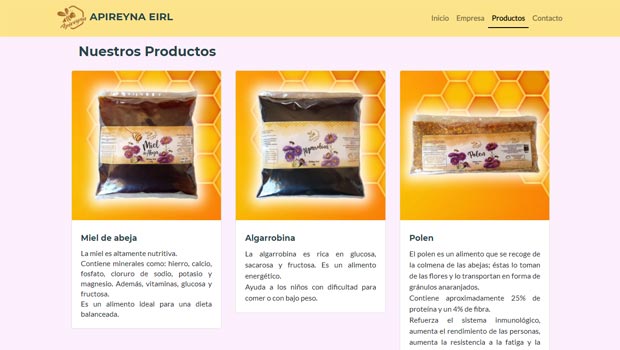 APIREYNA EIRL
Inicio Empresa Productos Contacto
Nuestros Productos
Miel
de Abeja
Algarrobina
Polen
Miel de abeja
La miel es altamente nutritiva.
Contiene minerales como: hierro, calcio,
fosfato, cloruro de sodio, potasio y
magnesio. Además, vitaminas, glucosa y
fructosa.
Es un alimento ideal para una dieta
balanceada.
Algarrobina
La algarrobina es rica en glucosa,
sacarosa y fructosa. Es un alimento
energético.
Ayuda a los niños con dificultad para
comer o con bajo peso.
Polen
El polen es un alimento que se recoge de
la colmena de las abejas; éstas lo toman
de las flores y lo transportan en forma de
gránulos anaranjados.
Contiene aproximadamente 25% de
proteína y un 4% de fibra.
Refuerza el sistema inmunológico,
aumenta el rendimiento de las personas,
aumenta la resistencia a la fatiga y la